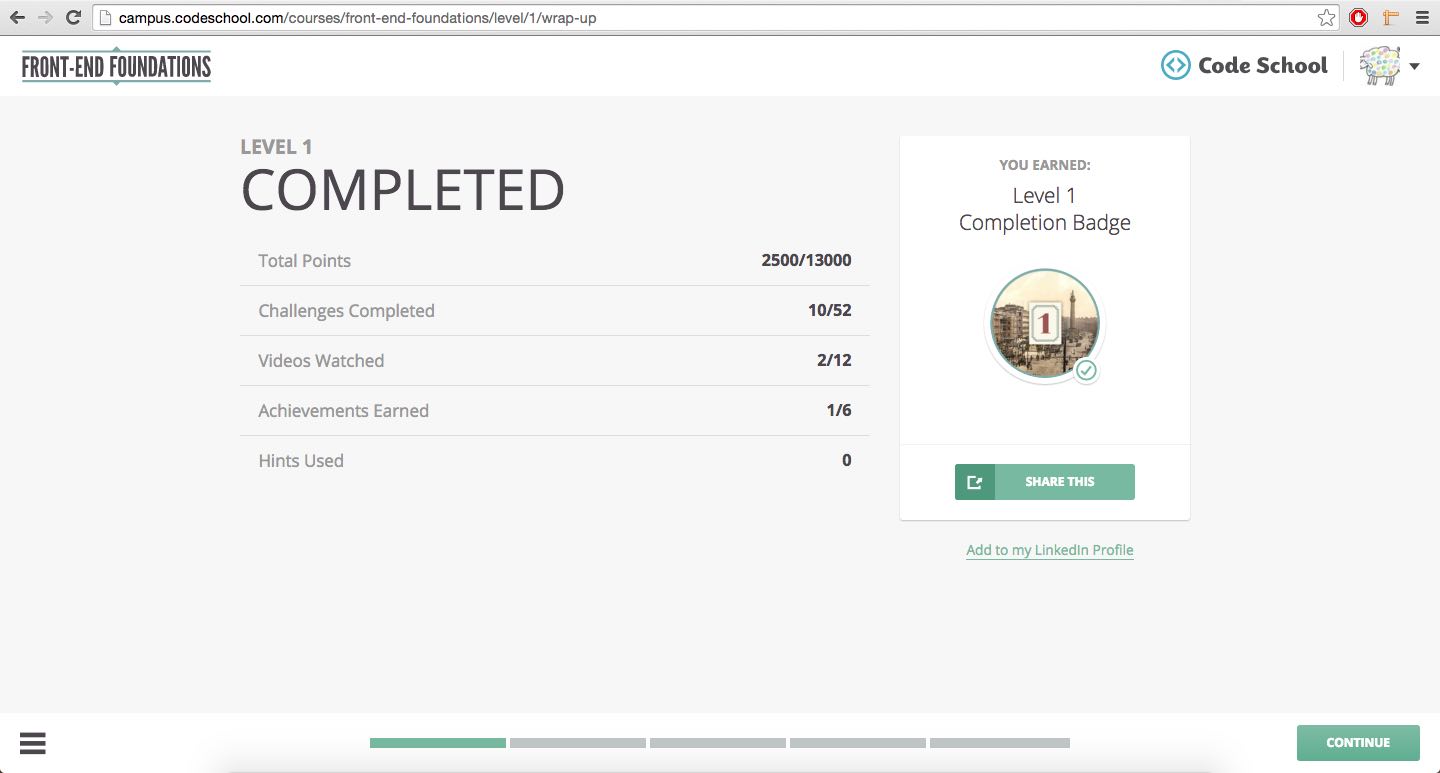 campus.codeschool.com/courses/front-end-foundations/level/1/wrap-up
FRONT-END FOUNDATIONS
Code School
LEVEL 1
COMPLETED
Total Points 2500/13000
Challenges Completed 10/52
Videos Watched 2/12
Achievements Earned 1/6
Hints Used 0
YOU EARNED:
Level 1
Completion Badge
1
SHARE THIS
Add to my LinkedIn Profile
CONTINUE